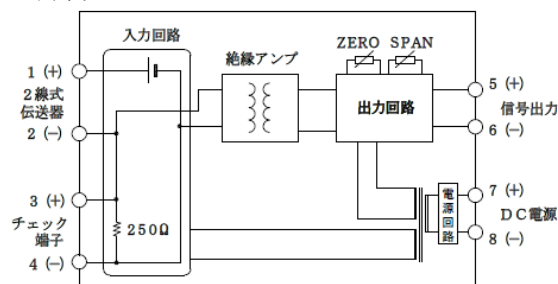 入力回路
絶縁アンプ
ZERO SPAN
1 (+)
2線式
伝送器
2 (−)
3 (+)
チェック
端子
4 (−)
250Ω
出力回路
5 (+)
信号出力
6 (−)
電源回路
7 (+)
DC電源
8 (−)